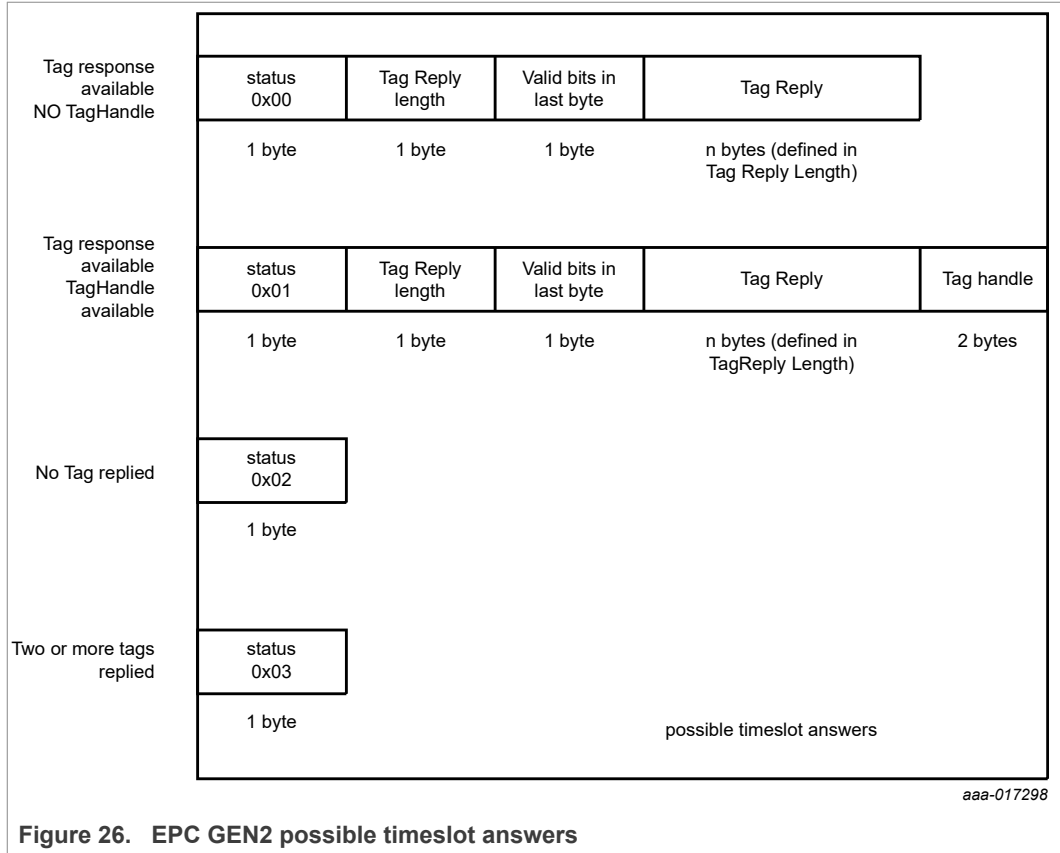 Tag response
available
NO TagHandle
status
0x00
Tag Reply
length
Valid bits in
last byte
Tag Reply
1 byte
1 byte
1 byte
n bytes (defined in
Tag Reply Length)
Tag response
available
TagHandle
available
status
0x01
Tag Reply
length
Valid bits in
last byte
Tag Reply
Tag handle
1 byte
1 byte
1 byte
n bytes (defined in
TagReply Length)
2 bytes
No Tag replied
status
0x02
1 byte
Two or more tags
replied
status
0x03
1 byte
possible timeslot answers
aaa-017298
Figure 26. EPC GEN2 possible timeslot answers